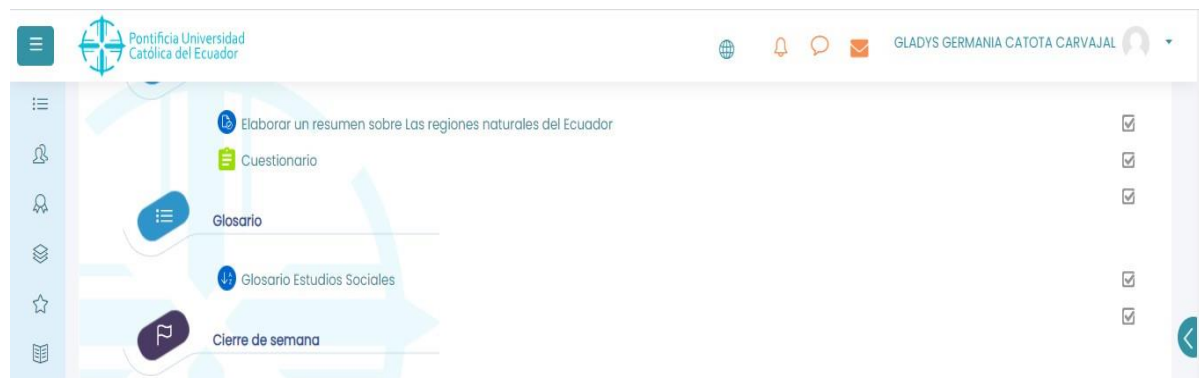 Pontificia Universidad
Católica del Ecuador
GLADYS GERMANIA CATOTA CARVAJAL
Elaborar un resumen sobre Las regiones naturales del Ecuador
Cuestionario
Glosario
Glosario Estudios Sociales
Cierre de semana